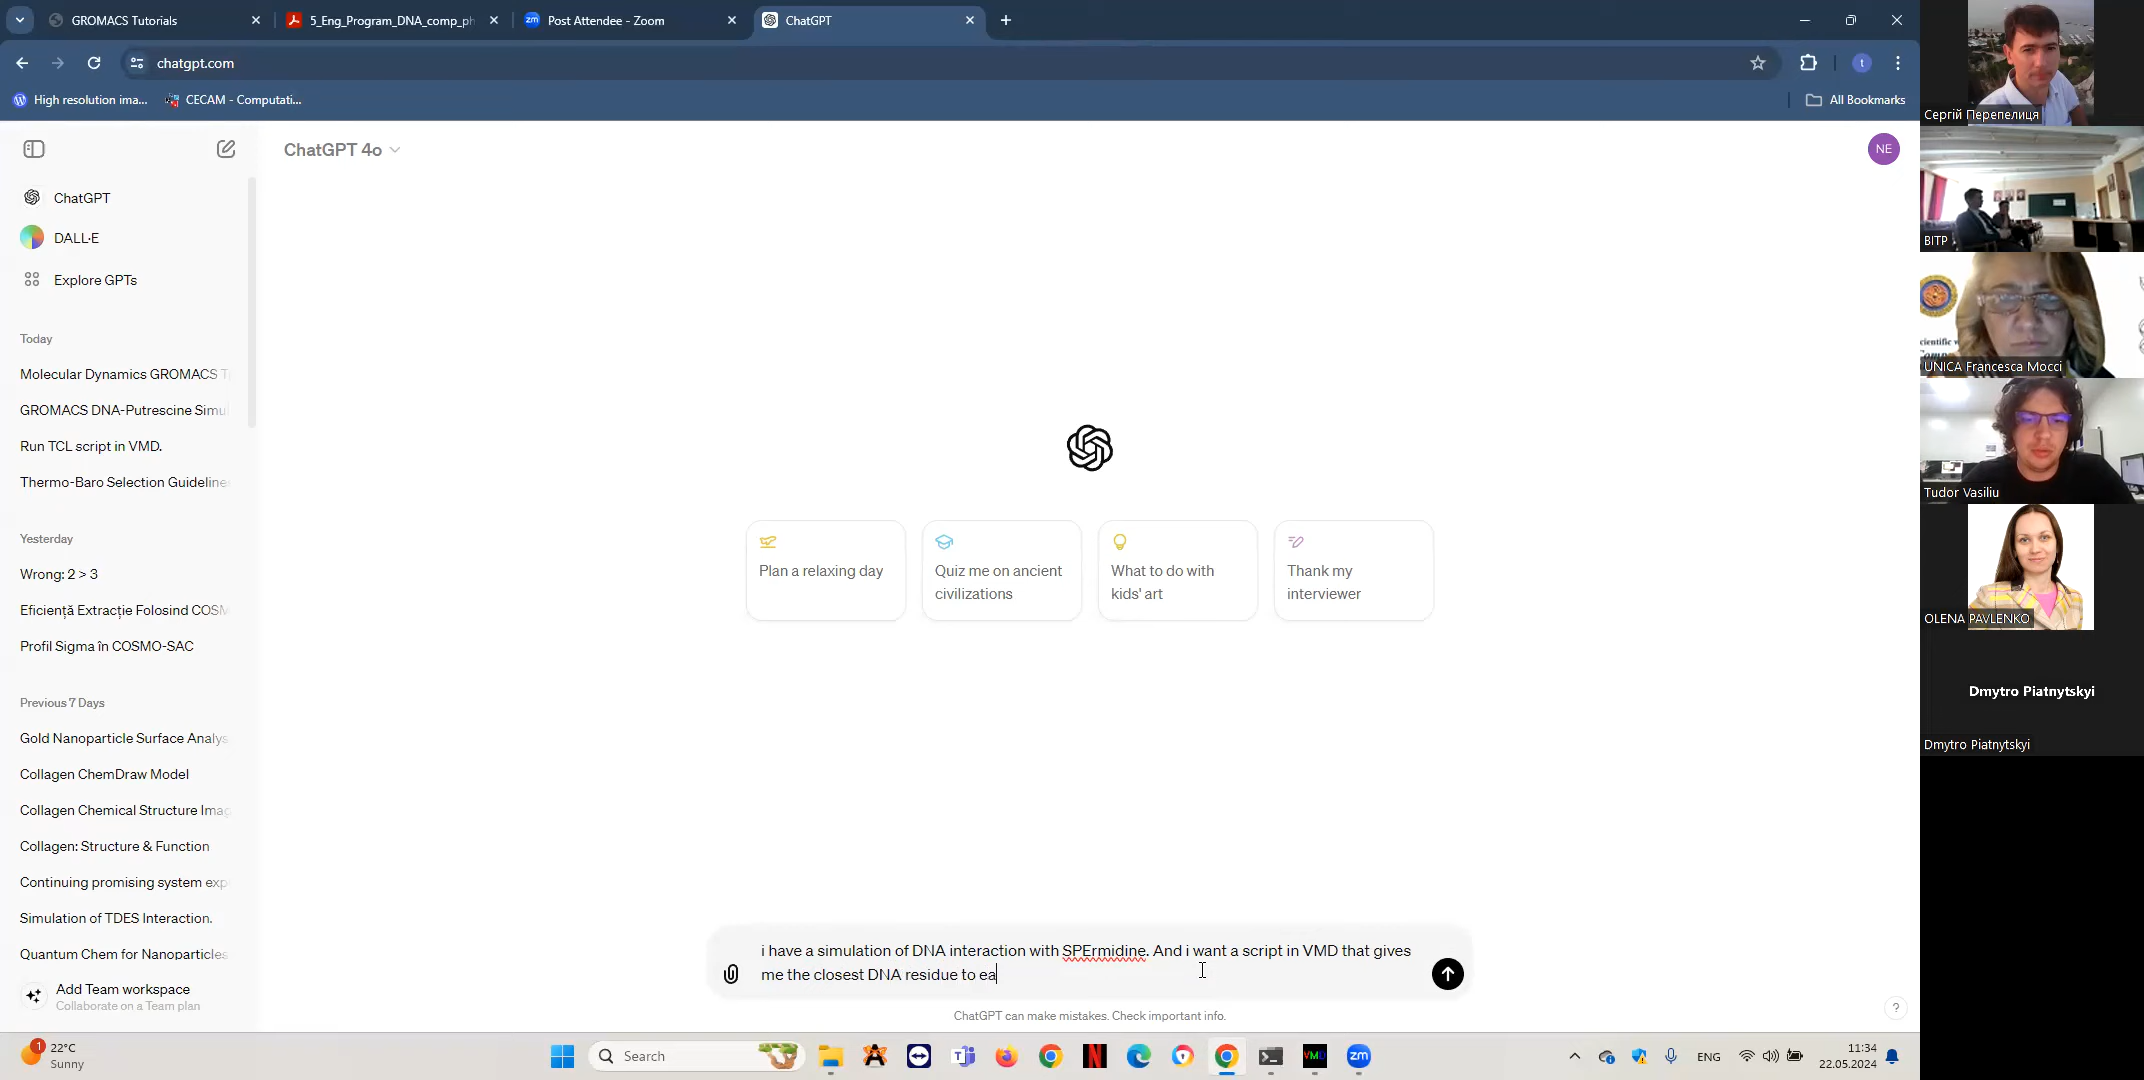 GROMACS Tutorials
5_Eng_Program_DNA_comp_ph
Post Attendee - Zoom
ChatGPT
chatgpt.com
High resolution ima...
CECAM - Computati...
All Bookmarks
ChatGPT 4o
NE
ChatGPT
DALL·E
Explore GPTs
Today
Molecular Dynamics GROMACS T
GROMACS DNA-Putrescine Simul
Run TCL script in VMD.
Thermo-Baro Selection Guideline
Yesterday
Wrong: 2 > 3
Eficiență Extracție Folosind COSM
Profil Sigma în COSMO-SAC
Previous 7 Days
Gold Nanoparticle Surface Analys
Collagen ChemDraw Model
Collagen Chemical Structure Imag
Collagen: Structure & Function
Continuing promising system exp
Simulation of TDES Interaction.
Quantum Chem for Nanoparticles
Add Team workspace
Collaborate on a Team plan
Plan a relaxing day
Quiz me on ancient
civilizations
What to do with
kids' art
Thank my
interviewer
i have a simulation of DNA interaction with SPErmidine. And i want a script in VMD that gives
me the closest DNA residue to ea
ChatGPT can make mistakes. Check important info.
?
1
22°C
Sunny
Search
VMD
zm
ENG
11:34
22.05.2024
Сергій Перепелиця
BITP
UNICA Francesca Mocci
Tudor Vasiliu
OLENA PAVLENKO
Dmytro Piatnytskyi
Dmytro Piatnytskyi